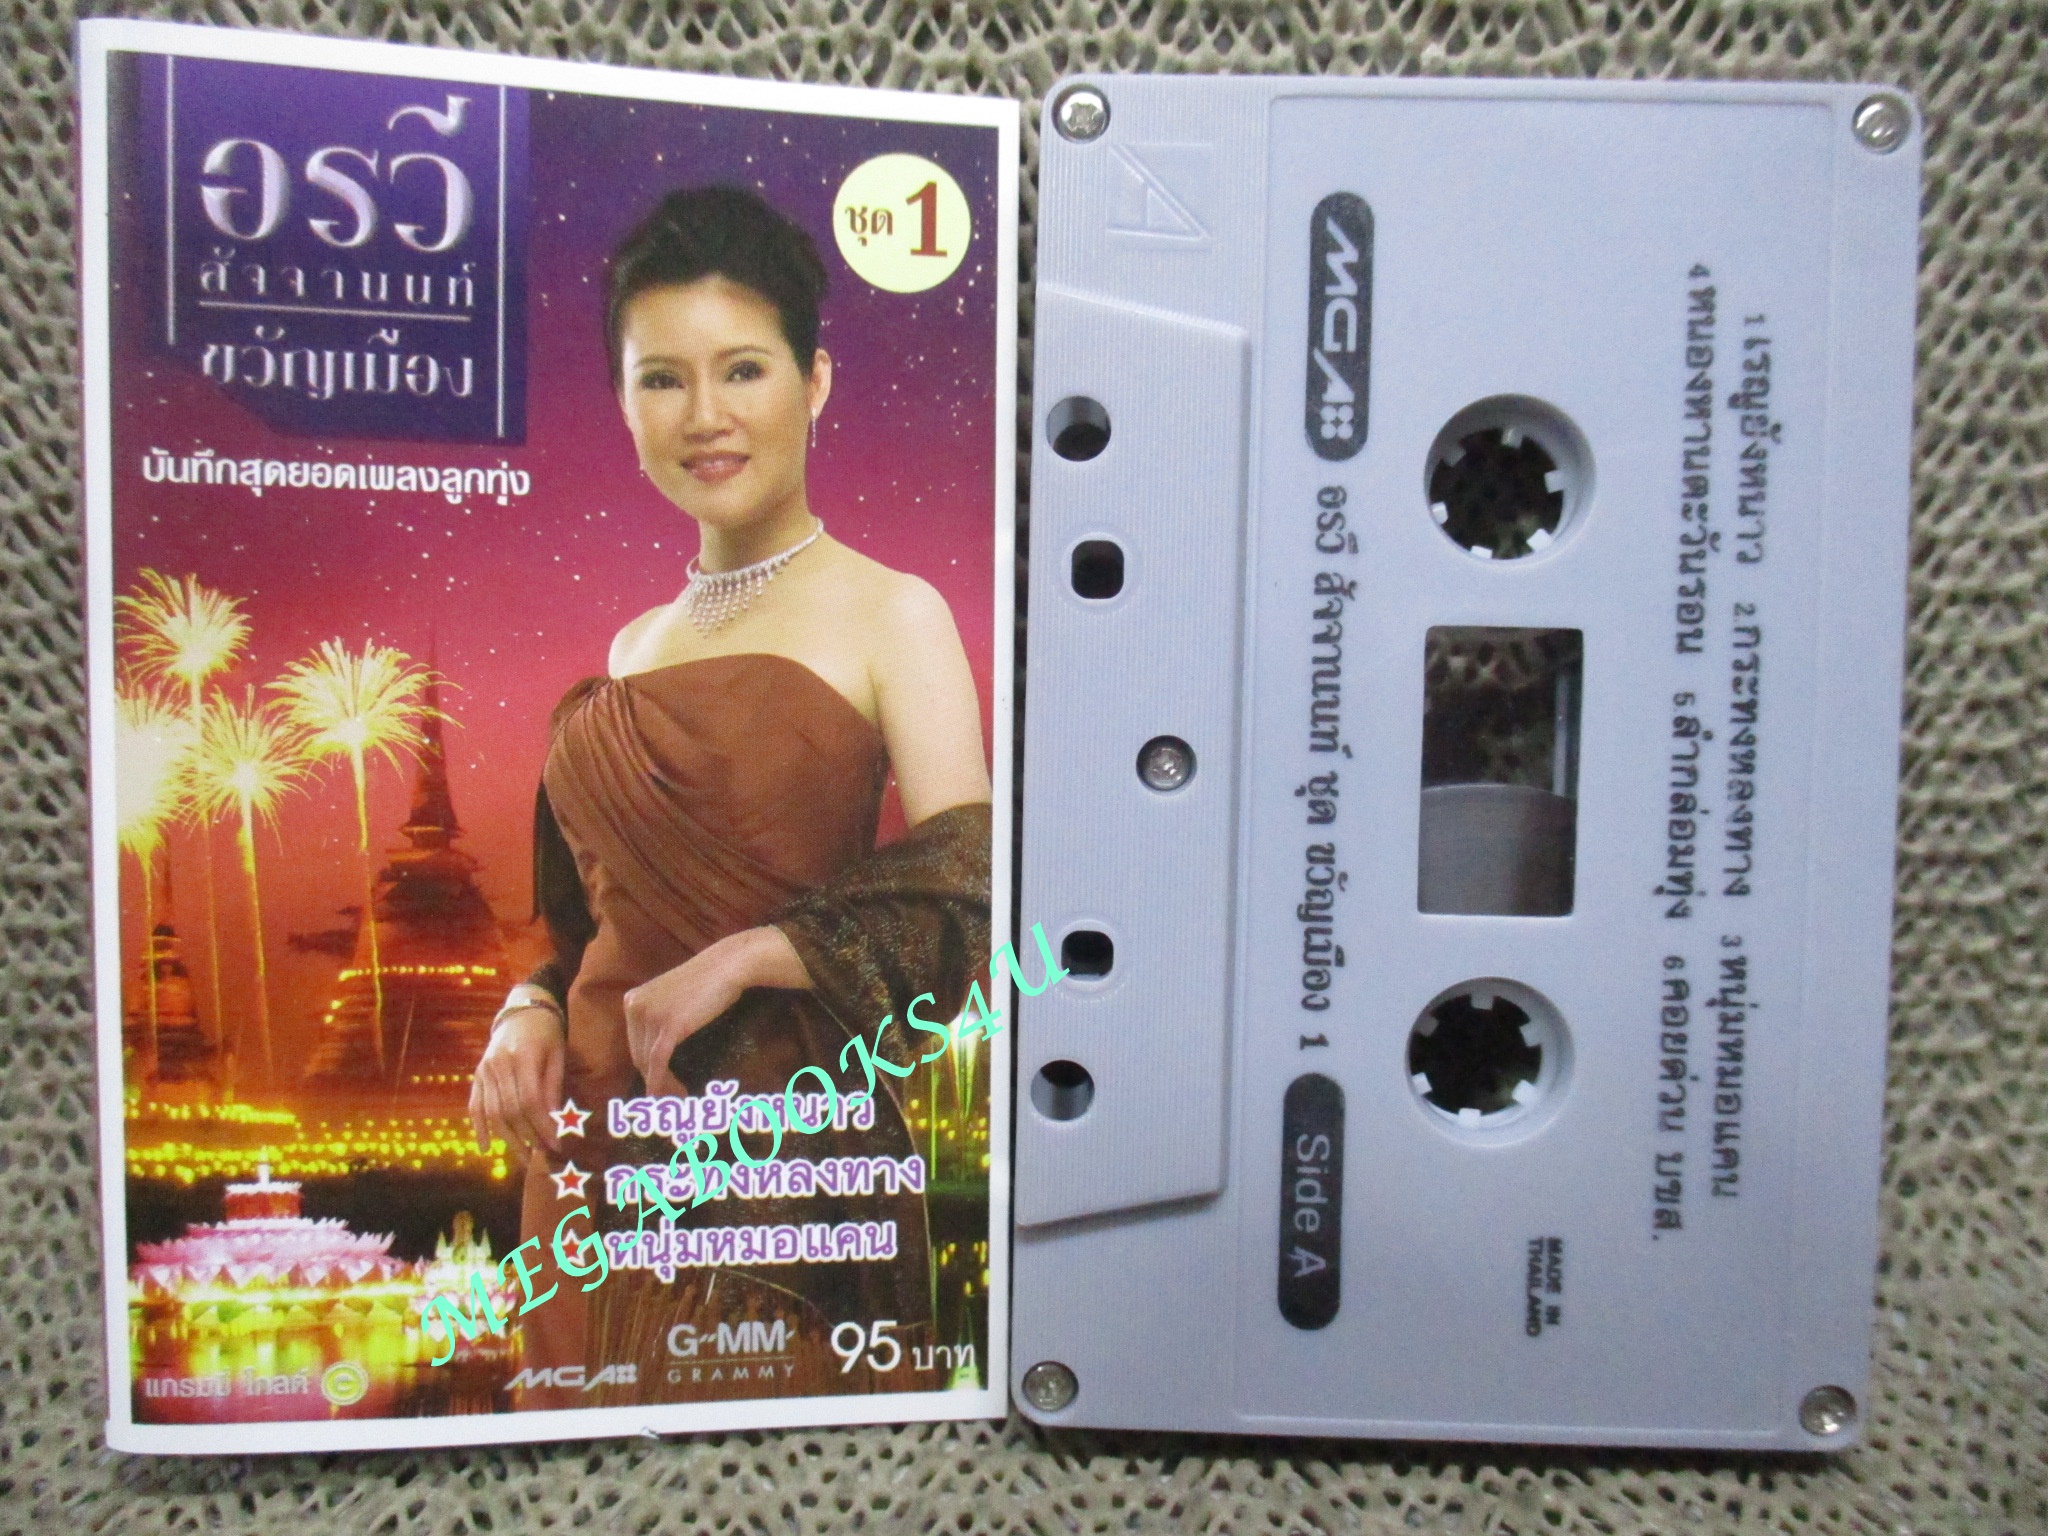 อรวี
สัจจานนท์
ขวัญเมือง
ชุด 1
บันทึกสุดยอดเพลงลูกทุ่ง
เรณูยังหนาว
กระทงหลงทาง
หนุ่มหมอแคน
แกรมมี่ โกลด์
MGA
G"MM'
GRAMMY
95 บาท
MEGABOOKS4U
A
MGA อรวี สัจจานนท์ ชุด ขวัญเมือง 1 Side A
1.เรณูยังหนาว 2.กระทงหลงทาง 3.หนุ่มหมอแคน
4.หนองหานตะวันรอน 5.ลำกล่อมทุ่ง 6.คอยด่วน บขส.
MADE IN
THAILAND